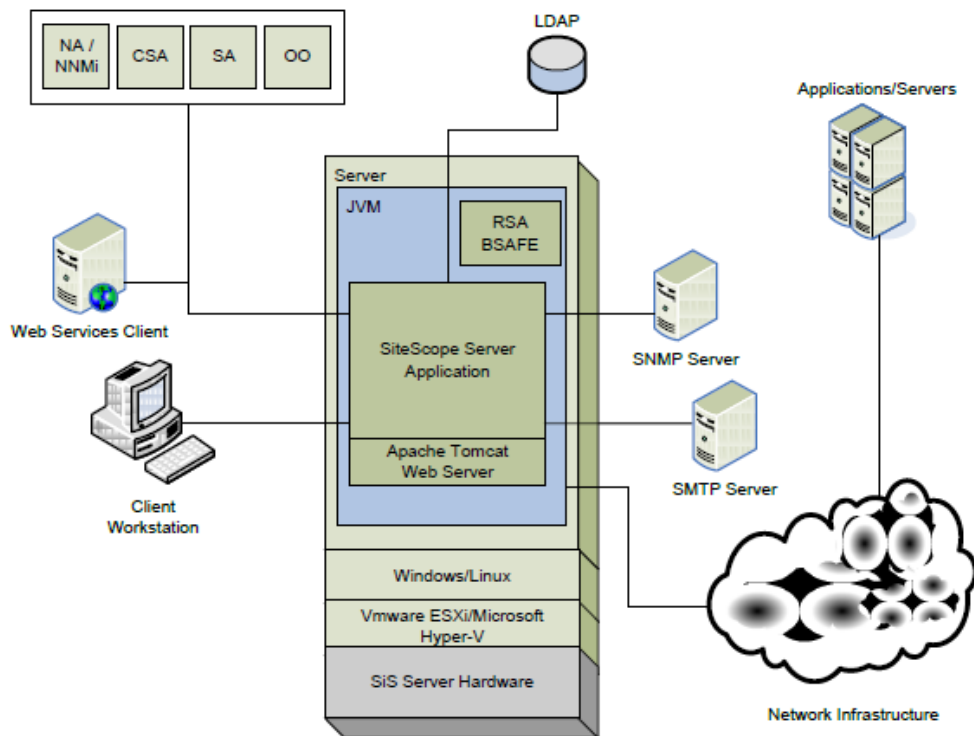 LDAP
NA /
NNMi
CSA
SA
OO
Applications/Servers
Server
JVM
RSA
BSAFE
Web Services Client
SiteScope Server
Application
SNMP Server
Apache Tomcat
Web Server
SMTP Server
Client
Workstation
Windows/Linux
Vmware ESXi/Microsoft
Hyper-V
SiS Server Hardware
Network Infrastructure